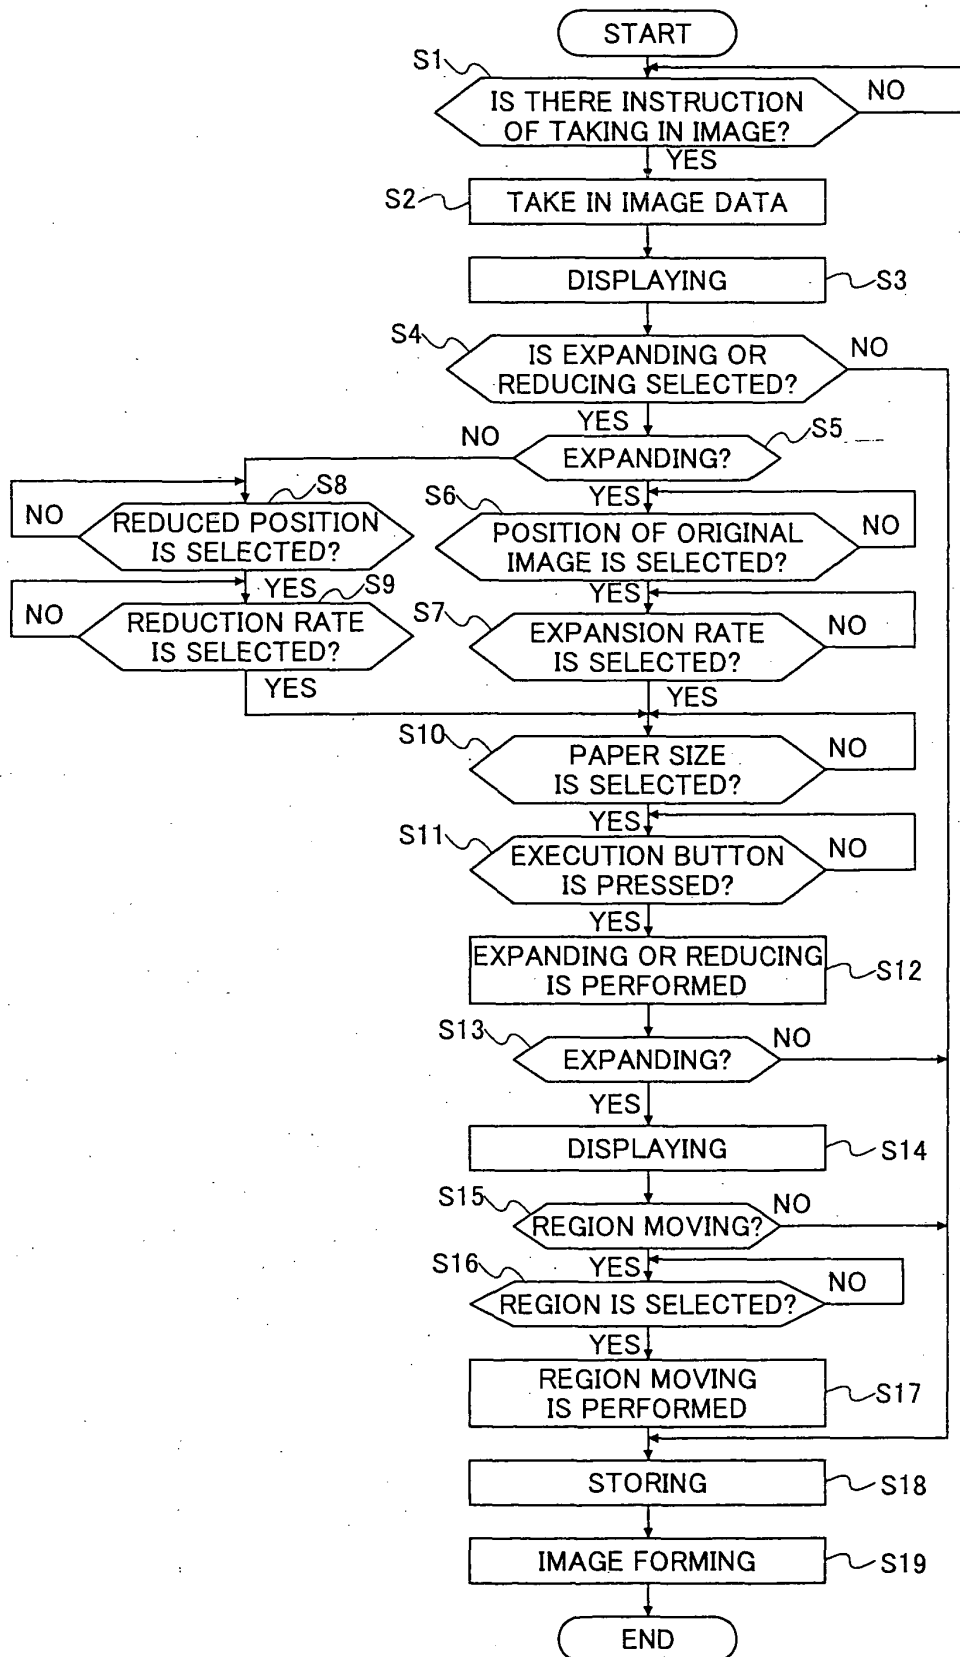 START
S1
IS THERE INSTRUCTION
OF TAKING IN IMAGE?
NO
YES
S2
TAKE IN IMAGE DATA
DISPLAYING
S3
S4
IS EXPANDING OR
REDUCING SELECTED?
NO
YES
S5
NO
EXPANDING?
YES
S8
NO
REDUCED POSITION
IS SELECTED?
YES
S6
POSITION OF ORIGINAL
IMAGE IS SELECTED?
NO
YES
S9
NO
REDUCTION RATE
IS SELECTED?
YES
S7
EXPANSION RATE
IS SELECTED?
NO
YES
S10
PAPER SIZE
IS SELECTED?
NO
YES
S11
EXECUTION BUTTON
IS PRESSED?
NO
YES
EXPANDING OR REDUCING
IS PERFORMED
S12
S13
EXPANDING?
NO
YES
DISPLAYING
S14
S15
REGION MOVING?
NO
YES
S16
REGION IS SELECTED?
NO
YES
REGION MOVING
IS PERFORMED
S17
STORING
S18
IMAGE FORMING
S19
END